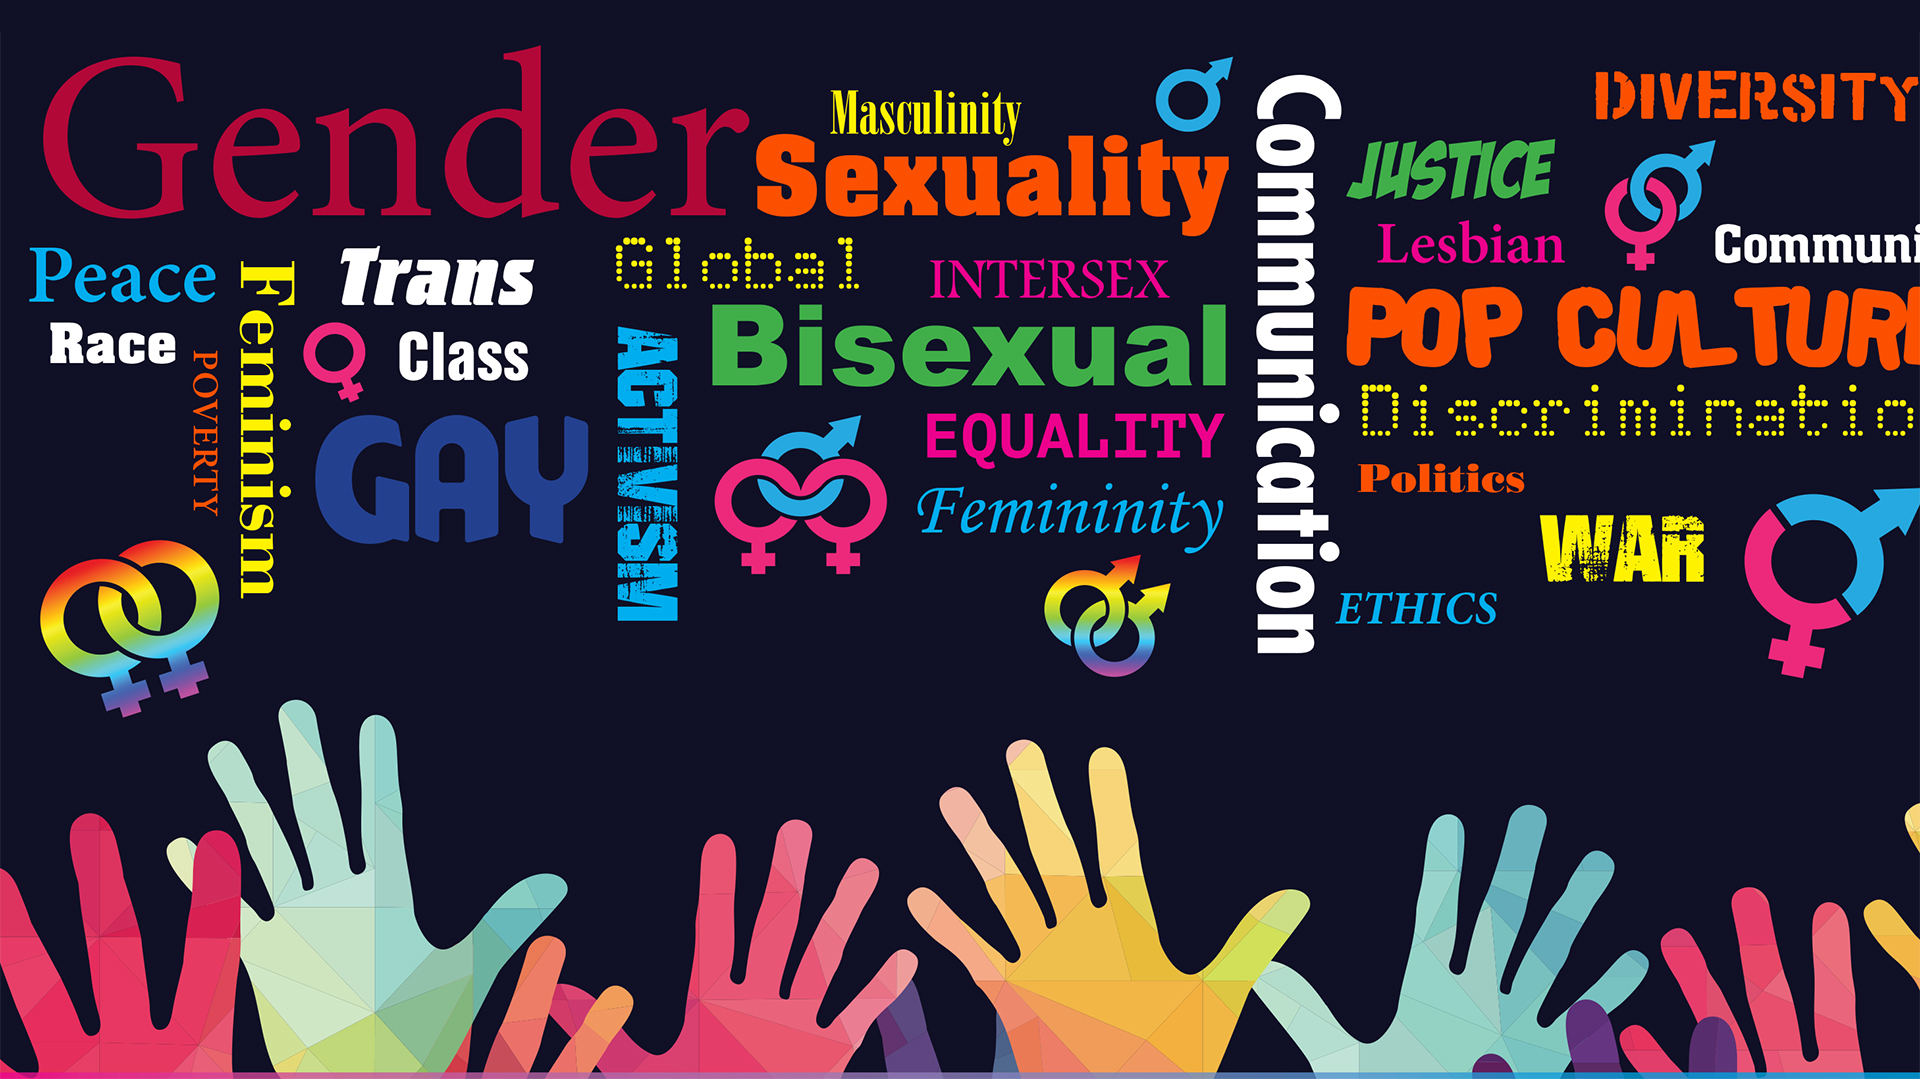 Gender
Masculinity
Sexuality
Communication
DIVERSITY
JUSTICE
Lesbian
Communi
Peace
Feminism
Trans
Global
INTERSEX
Race
POVERTY
Class
ACTIVISM
Bisexual
POP CULTURE
GAY
EQUALITY
Discriminatio
Femininity
Politics
WAR
ETHICS